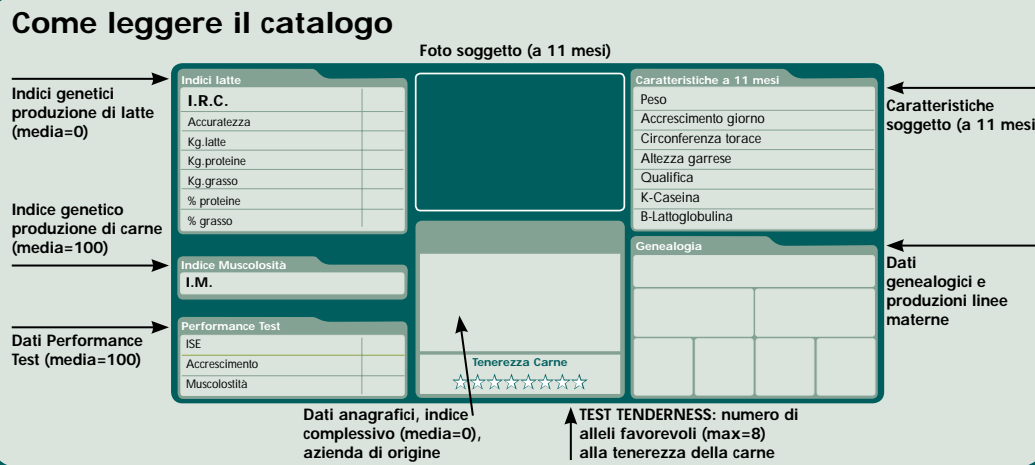 Come leggere il catalogo
Foto soggetto (a 11 mesi)
Indici genetici
produzione di latte
(media=0)
Indice genetico
produzione di carne
(media=100)
Dati Performance
Test (media=100)
Indici latte
I.R.C.
Accuratezza
Kg.latte
Kg.proteine
Kg.grasso
% proteine
% grasso
Indice Muscolosità
I.M.
Performance Test
ISE
Accrescimento
Muscolostità
Tenerezza Carne
Caratteristiche a 11 mesi
Peso
Accrescimento giorno
Circonferenza torace
Altezza garrese
Qualifica
K-Caseina
B-Lattoglobulina
Genealogia
Caratteristiche
soggetto (a 11 mesi
Dati
genealogici e
produzioni linee
materne
Dati anagrafici, indice
complessivo (media=0),
azienda di origine
TEST TENDERNESS: numero di
alleli favorevoli (max=8)
alla tenerezza della carne